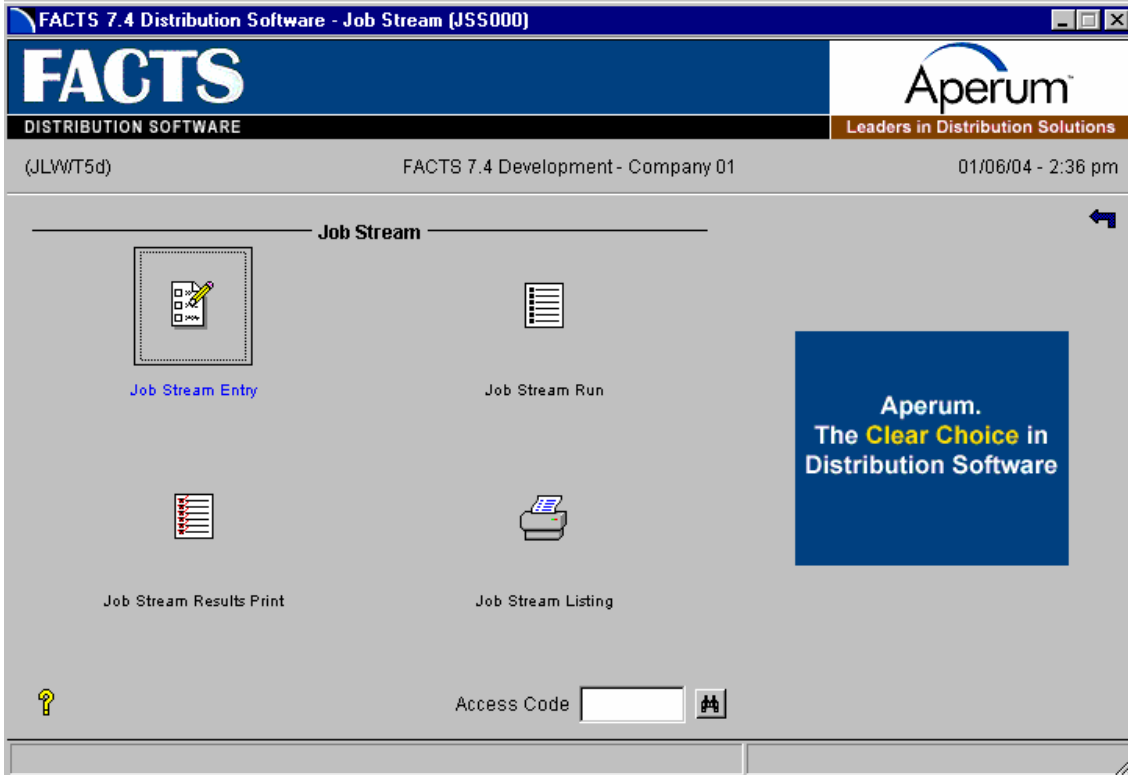 FACTS 7.4 Distribution Software - Job Stream (JSS000)
FACTS
DISTRIBUTION SOFTWARE
Aperum™
Leaders in Distribution Solutions
(JLW/T5d)
FACTS 7.4 Development - Company 01
01/06/04 - 2:36 pm
Job Stream
Job Stream Entry
Job Stream Run
Aperum.
The Clear Choice in
Distribution Software
Job Stream Results Print
Job Stream Listing
Access Code